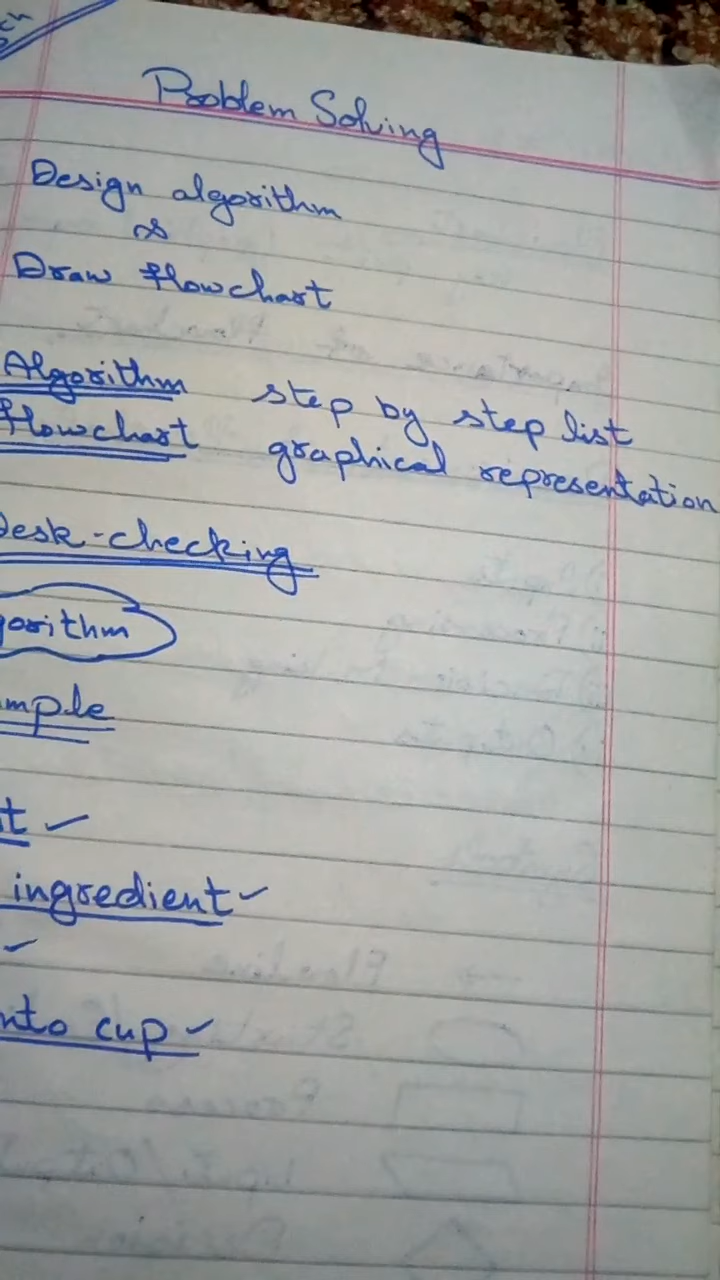 Problem Solving
Design algorithm
or
Draw flowchart
Algorithm step by step list
flowchart graphical representation
Desk-checking
gorithm
mple
t ✓
ingredient ✓
✓
nto cup ✓